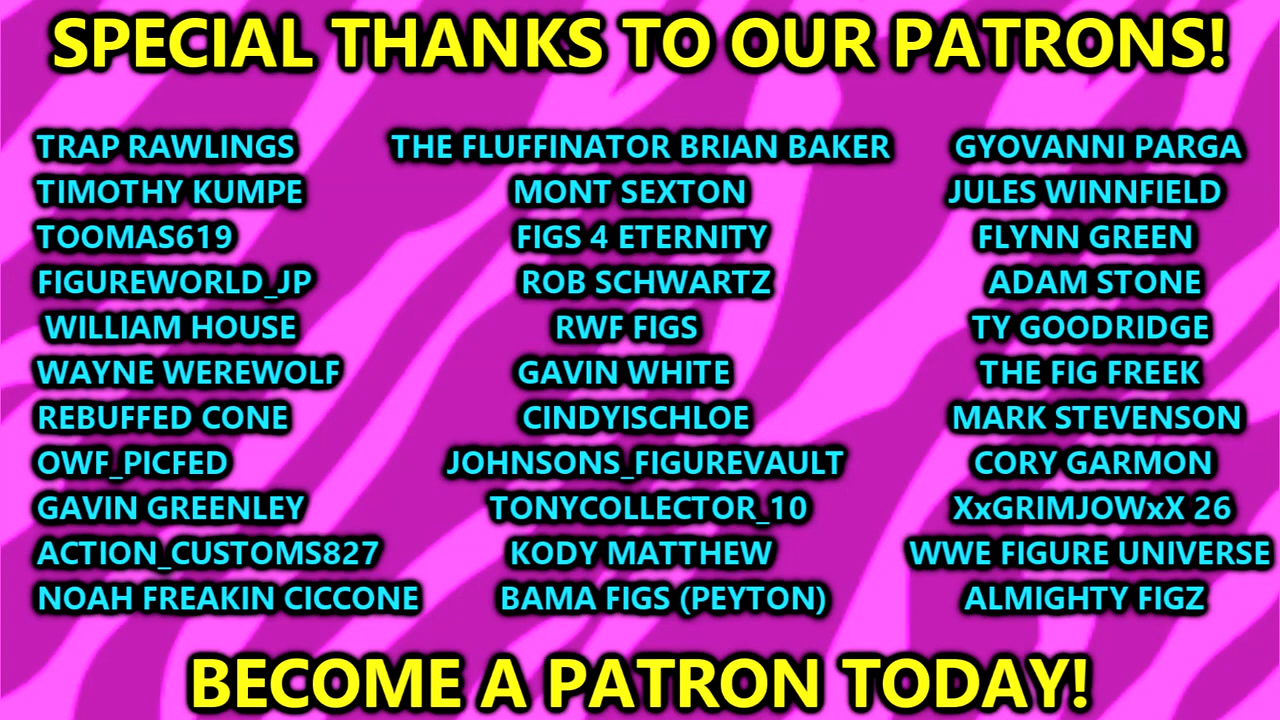 SPECIAL THANKS TO OUR PATRONS!
TRAP RAWLINGS
TIMOTHY KUMPE
TOOMAS619
FIGUREWORLD_JP
WILLIAM HOUSE
WAYNE WEREWOLF
REBUFFED CONE
OWF_PICFED
GAVIN GREENLEY
ACTION_CUSTOMS827
NOAH FREAKIN CICCONE
THE FLUFFINATOR BRIAN BAKER
MONT SEXTON
FIGS 4 ETERNITY
ROB SCHWARTZ
RWF FIGS
GAVIN WHITE
CINDYISCHLOE
JOHNSONS_FIGUREVAULT
TONYCOLLECTOR_10
KODY MATTHEW
BAMA FIGS (PEYTON)
GYOVANNI PARGA
JULES WINNFIELD
FLYNN GREEN
ADAM STONE
TY GOODRIDGE
THE FIG FREEK
MARK STEVENSON
CORY GARMON
XxGRIMJOWxX 26
WWE FIGURE UNIVERSE
ALMIGHTY FIGZ
BECOME A PATRON TODAY!